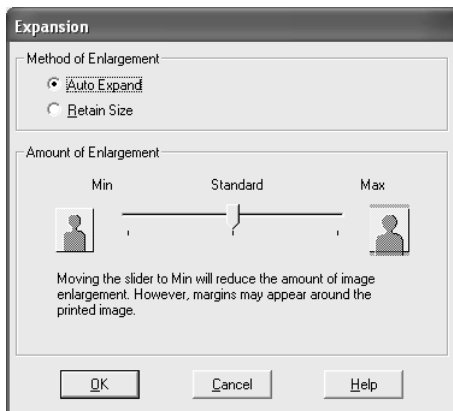 Expansion
Method of Enlargement
Auto Expand
Retain Size
Amount of Enlargement
Min Standard Max
Moving the slider to Min will reduce the amount of image
enlargement. However, margins may appear around the
printed image.
OK Cancel Help